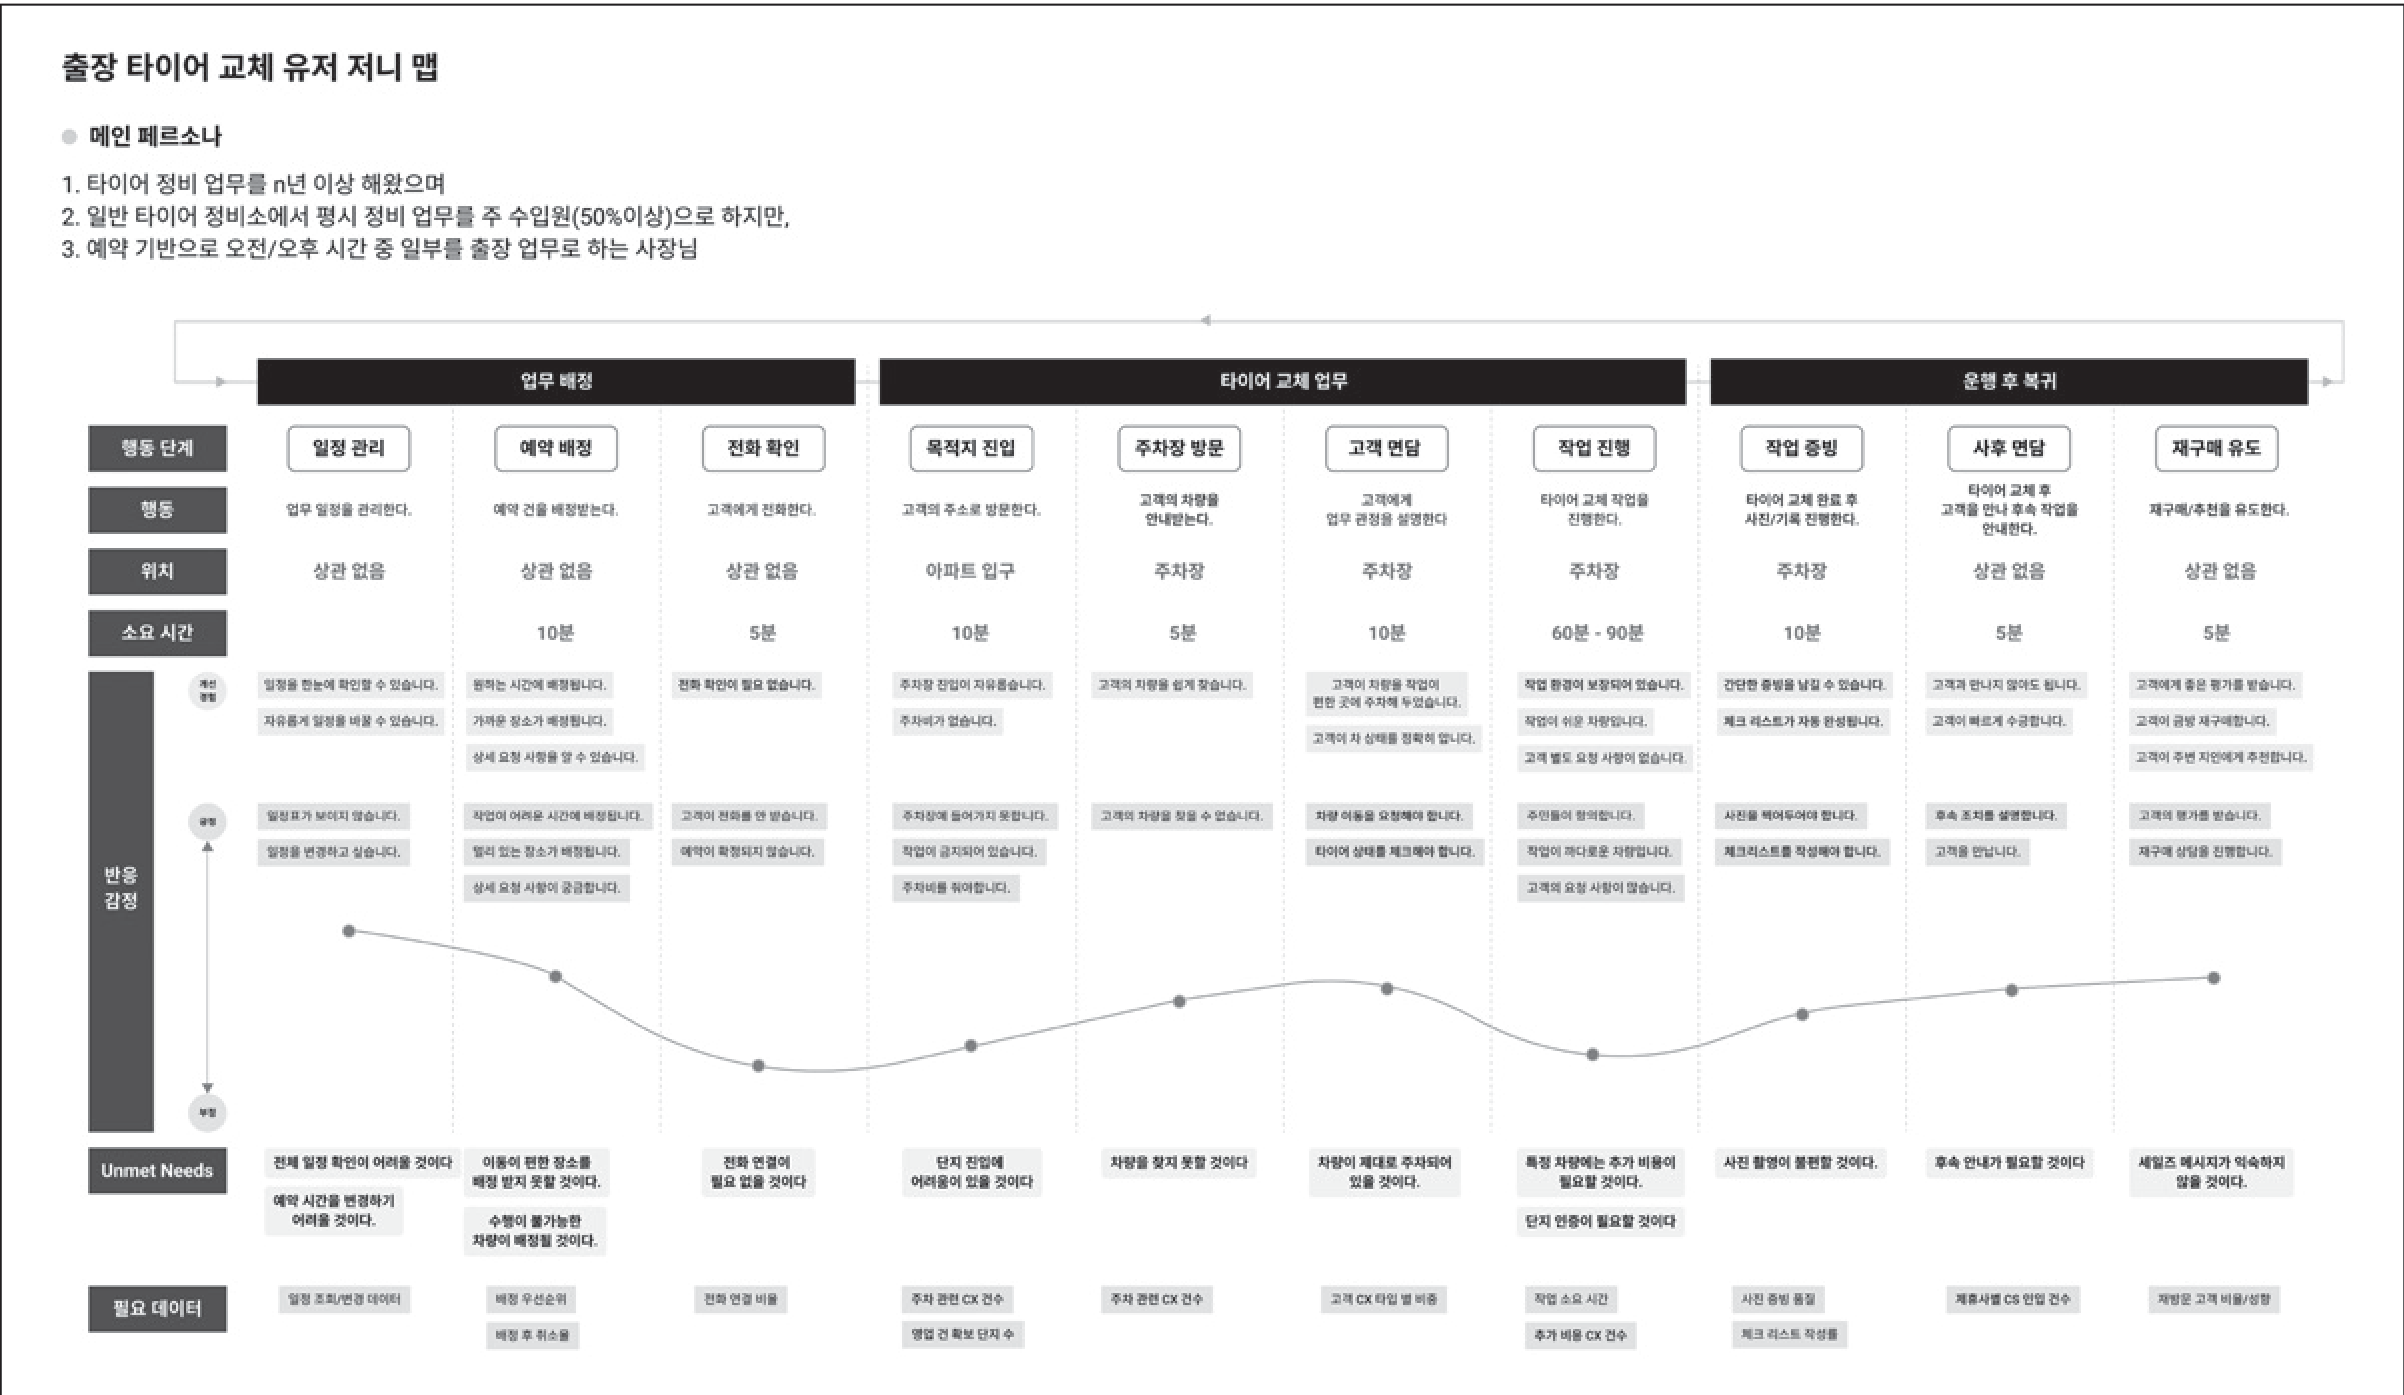 출장 타이어 교체 유저 저니 맵
메인 페르소나
1. 타이어 정비 업무를 n년 이상 해왔으며
2. 일반 타이어 정비소에서 평시 정비 업무를 주 수입원(50%이상)으로 하지만,
3. 예약 기반으로 오전/오후 시간 중 일부를 출장 업무로 하는 사장님
업무 배정
타이어 교체 업무
운행 후 복귀
행동 단계
일정 관리
예약 배정
전화 확인
목적지 진입
주차장 방문
고객 면담
작업 진행
작업 증빙
사후 면담
재구매 유도
행동
업무 일정을 관리한다.
예약 건을 배정받는다.
고객에게 전화한다.
고객의 주소로 방문한다.
고객의 차량을
안내받는다.
고객에게
업무 과정을 설명한다
타이어 교체 작업을
진행한다.
타이어 교체 완료 후
사진/기록 진행한다.
타이어 교체 후
고객을 만나 후속 작업을
안내한다.
재구매/추천을 유도한다.
위치
상관 없음
상관 없음
상관 없음
아파트 입구
주차장
주차장
주차장
주차장
상관 없음
상관 없음
소요 시간
10분
5분
10분
5분
10분
60분 - 90분
10분
5분
5분
반응
감정
개선
경험
일정을 한눈에 확인할 수 있습니다.
자유롭게 일정을 바꿀 수 있습니다.
원하는 시간에 배정됩니다.
가까운 장소가 배정됩니다.
상세 요청 사항을 알 수 있습니다.
전화 확인이 필요 없습니다.
주차장 진입이 자유롭습니다.
주차비가 없습니다.
고객의 차량을 쉽게 찾습니다.
고객이 차량을 작업이
편한 곳에 주차해 두었습니다.
고객이 차 상태를 정확히 압니다.
작업 환경이 보장되어 있습니다.
작업이 쉬운 차량입니다.
고객 별도 요청 사항이 없습니다.
간단한 증빙을 남길 수 있습니다.
체크 리스트가 자동 완성됩니다.
고객과 만나지 않아도 됩니다.
고객이 빠르게 수긍합니다.
고객에게 좋은 평가를 받습니다.
고객이 금방 재구매합니다.
고객이 주변 지인에게 추천합니다.
긍정
일정표가 보이지 않습니다.
일정을 변경하고 싶습니다.
작업이 어려운 시간에 배정됩니다.
멀리 있는 장소가 배정됩니다.
상세 요청 사항이 궁금합니다.
고객이 전화를 안 받습니다.
예약이 확정되지 않습니다.
주차장에 들어가지 못합니다.
작업이 금지되어 있습니다.
주차비를 줘야합니다.
고객의 차량을 찾을 수 없습니다.
차량 이동을 요청해야 합니다.
타이어 상태를 체크해야 합니다.
주민들이 항의합니다.
작업이 까다로운 차량입니다.
고객의 요청 사항이 많습니다.
사진을 찍어두어야 합니다.
체크리스트를 작성해야 합니다.
후속 조치를 설명합니다.
고객을 만납니다.
고객의 평가를 받습니다.
재구매 상담을 진행합니다.
부정
Unmet Needs
전체 일정 확인이 어려울 것이다
예약 시간을 변경하기
어려울 것이다.
이동이 편한 장소를
배정 받지 못할 것이다.
수행이 불가능한
차량이 배정될 것이다.
전화 연결이
필요 없을 것이다
단지 진입에
어려움이 있을 것이다
차량을 찾지 못할 것이다
차량이 제대로 주차되어
있을 것이다.
특정 차량에는 추가 비용이
필요할 것이다.
단지 인증이 필요할 것이다
사진 촬영이 불편할 것이다.
후속 안내가 필요할 것이다
세일즈 메시지가 익숙하지
않을 것이다.
필요 데이터
일정 조회/변경 데이터
배정 우선순위
배정 후 취소율
전화 연결 비율
주차 관련 CX 건수
영업 건 확보 단지 수
주차 관련 CX 건수
고객 CX 타입 별 비중
작업 소요 시간
추가 비용 CX 건수
사진 증빙 품질
체크 리스트 작성률
제휴사별 CS 인입 건수
재방문 고객 비율/성향